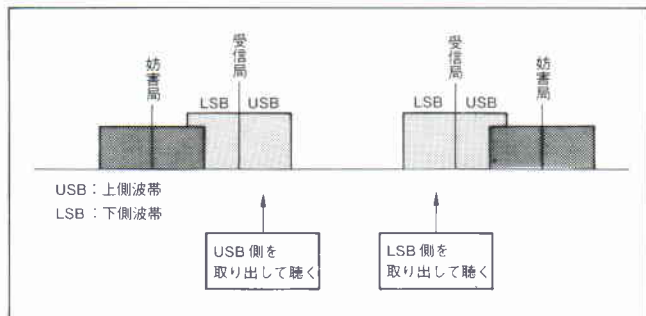 妨害局
受信局
LSB USB
受信局
LSB USB
妨害局
USB：上側波帯
LSB：下側波帯
USB側を
取り出して聴く
LSB側を
取り出して聴く